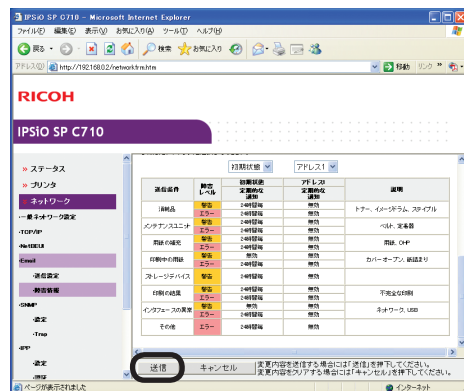 IPSiO SP C710 - Microsoft Internet Explorer
ファイル(F) 編集(E) 表示(V) お気に入り(A) ツール(T) ヘルプ(H)
戻る 検索 お気に入り
アドレス(D) http://192.168.0.2/networkfrm.htm 移動 リンク »
RICOH
IPSiO SP C710
» ステータス
» プリンタ
» ネットワーク
・一般ネットワーク設定
・TCP/IP
・NetBEUI
・Email
・送信設定
・障害情報
・SNMP
・設定
・Trap
・IPP
・設定
・認証
初期状態 アドレス1
送信条件 障害レベル 初期状態 定期的な通知 アドレス1 定期的な通知 説明
消耗品 警告 24時間毎 無効 トナー、イメージドラム、ステイプル
エラー 24時間毎 無効
メンテナンスユニット 警告 24時間毎 無効 ベルト、定着器
エラー 24時間毎 無効
用紙の補充 警告 24時間毎 無効 用紙、OHP
エラー 24時間毎 無効
印刷中の用紙 警告 無効 無効 カバーオープン、紙詰まり
エラー 24時間毎 無効
ストレージデバイス 警告 24時間毎 無効
エラー 24時間毎 無効
印刷の結果 警告 24時間毎 無効 不完全な印刷
エラー 24時間毎 無効
インタフェースの異常 警告 無効 無効 ネットワーク、USB
エラー 24時間毎 無効
その他 エラー 24時間毎 無効
送信 キャンセル 変更内容を送信する場合には「送信」を押下してください。
変更内容をクリアする場合には「キャンセル」を押下してください。
ページが表示されました インターネット